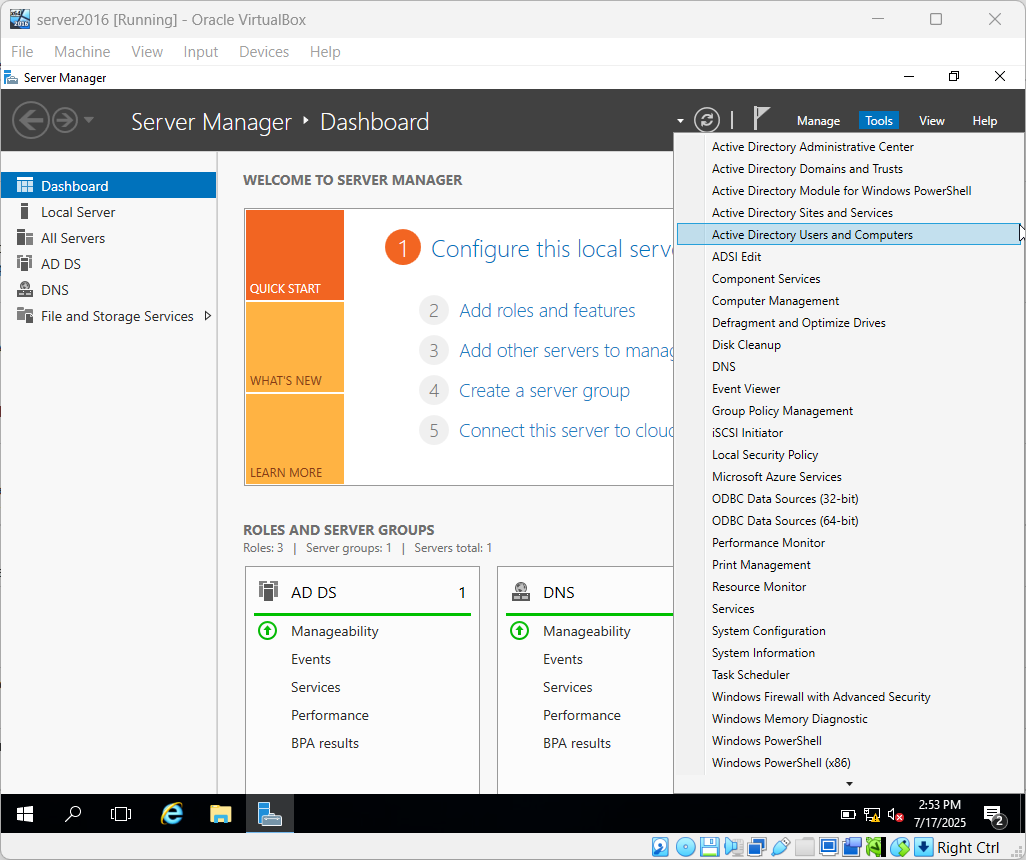 server2016 [Running] - Oracle VirtualBox
File Machine View Input Devices Help
Server Manager
Server Manager Dashboard
Manage Tools View Help
Dashboard
Local Server
All Servers
AD DS
DNS
File and Storage Services
WELCOME TO SERVER MANAGER
QUICK START
WHAT'S NEW
LEARN MORE
1 Configure this local serv
2 Add roles and features
3 Add other servers to manag
4 Create a server group
5 Connect this server to cloud
ROLES AND SERVER GROUPS
Roles: 3 | Server groups: 1 | Servers total: 1
AD DS 1
Manageability
Events
Services
Performance
BPA results
DNS
Manageability
Events
Services
Performance
BPA results
Active Directory Administrative Center
Active Directory Domains and Trusts
Active Directory Module for Windows PowerShell
Active Directory Sites and Services
Active Directory Users and Computers
ADSI Edit
Component Services
Computer Management
Defragment and Optimize Drives
Disk Cleanup
DNS
Event Viewer
Group Policy Management
iSCSI Initiator
Local Security Policy
Microsoft Azure Services
ODBC Data Sources (32-bit)
ODBC Data Sources (64-bit)
Performance Monitor
Print Management
Resource Monitor
Services
System Configuration
System Information
Task Scheduler
Windows Firewall with Advanced Security
Windows Memory Diagnostic
Windows PowerShell
Windows PowerShell (x86)
2:53 PM
7/17/2025
2
Right Ctrl